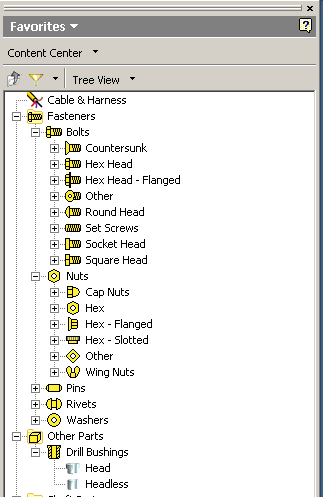 Favorites
Content Center
Tree View
Cable & Harness
Fasteners
Bolts
Countersunk
Hex Head
Hex Head - Flanged
Other
Round Head
Set Screws
Socket Head
Square Head
Nuts
Cap Nuts
Hex
Hex - Flanged
Hex - Slotted
Other
Wing Nuts
Pins
Rivets
Washers
Other Parts
Drill Bushings
Head
Headless